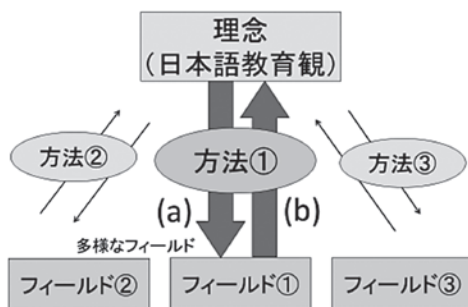 理念
(日本語教育観)
方法②
方法①
方法③
(a)
(b)
多様なフィールド
フィールド②
フィールド①
フィールド③